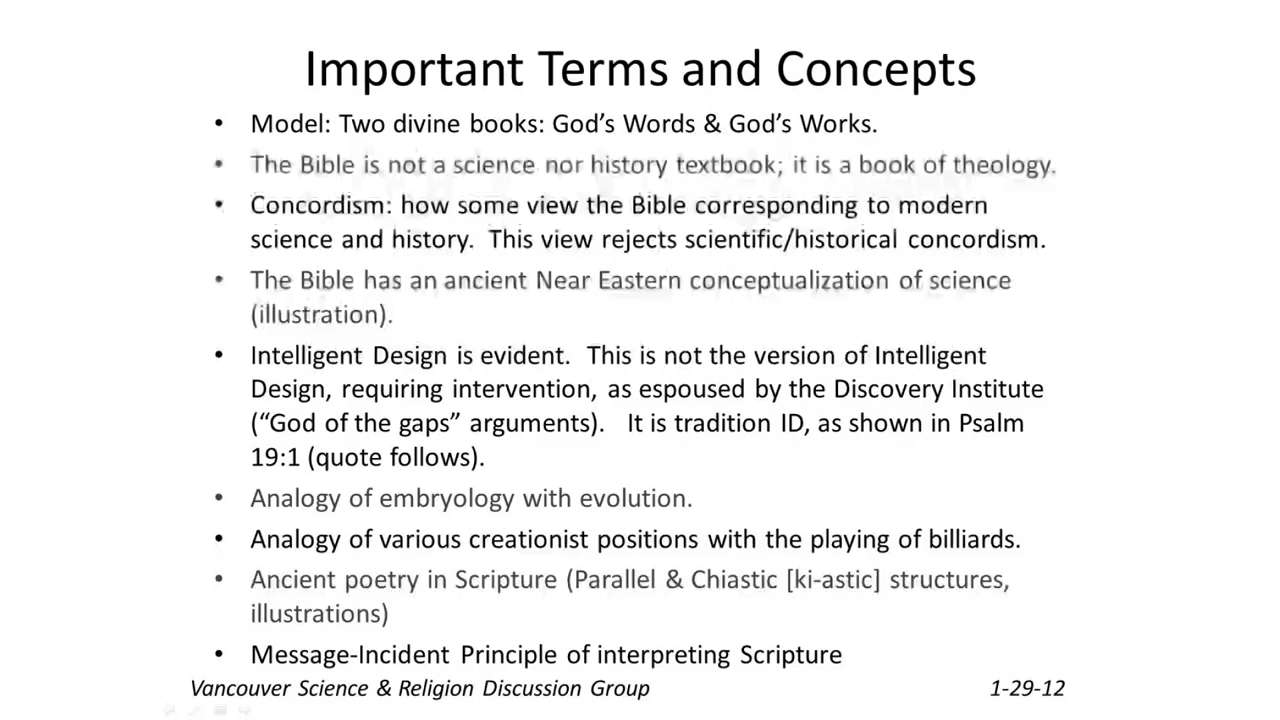 Important Terms and Concepts
• Model: Two divine books: God’s Words & God’s Works.
• The Bible is not a science nor history textbook; it is a book of theology.
• Concordism: how some view the Bible corresponding to modern
science and history. This view rejects scientific/historical concordism.
• The Bible has an ancient Near Eastern conceptualization of science
(illustration).
• Intelligent Design is evident. This is not the version of Intelligent
Design, requiring intervention, as espoused by the Discovery Institute
(“God of the gaps” arguments). It is tradition ID, as shown in Psalm
19:1 (quote follows).
• Analogy of embryology with evolution.
• Analogy of various creationist positions with the playing of billiards.
• Ancient poetry in Scripture (Parallel & Chiastic [ki-astic] structures,
illustrations)
• Message-Incident Principle of interpreting Scripture
Vancouver Science & Religion Discussion Group 1-29-12